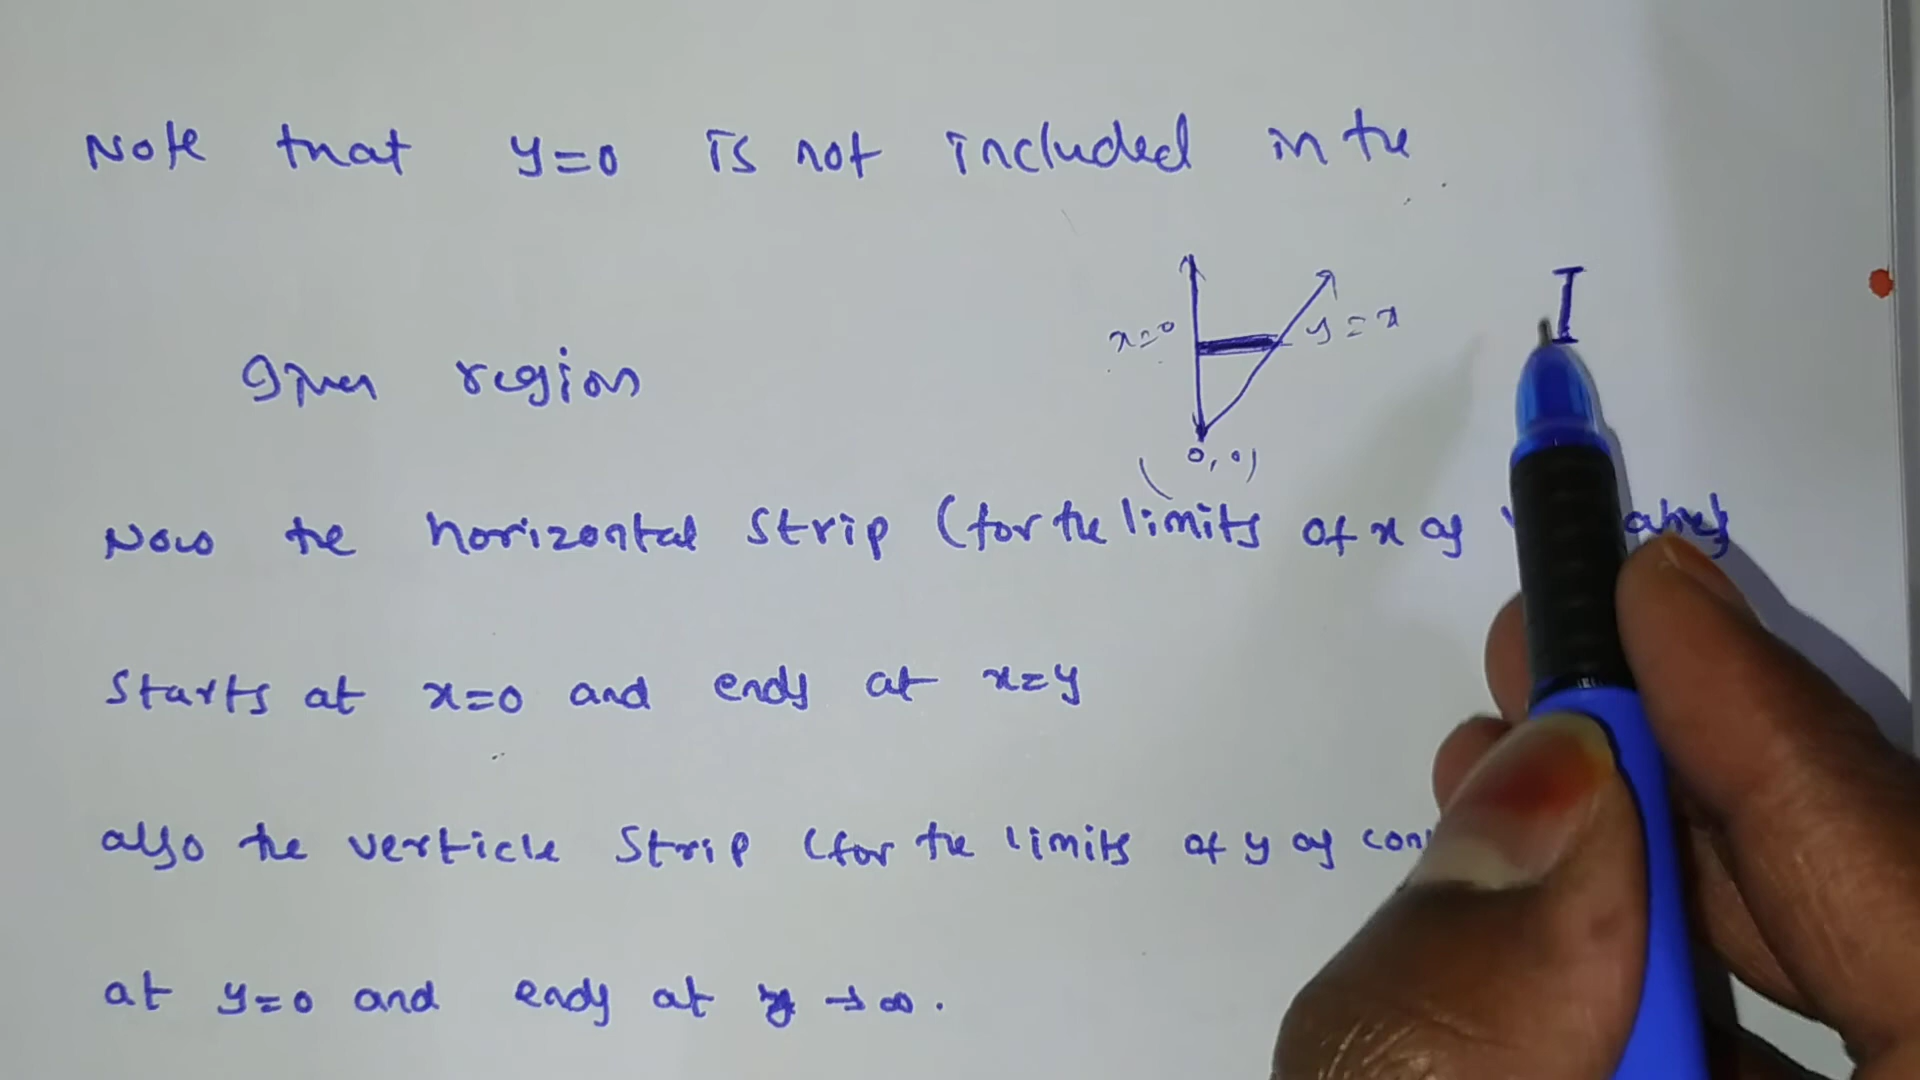 Note that y=0 is not included in the
x=0
y=x
I
Given region
(0,0)
Now the horizontal strip (for the limits of x as
starts at x=0 and ends at x=y
also the verticle strip (for the limits of y as
at y=0 and ends at y → ∞.